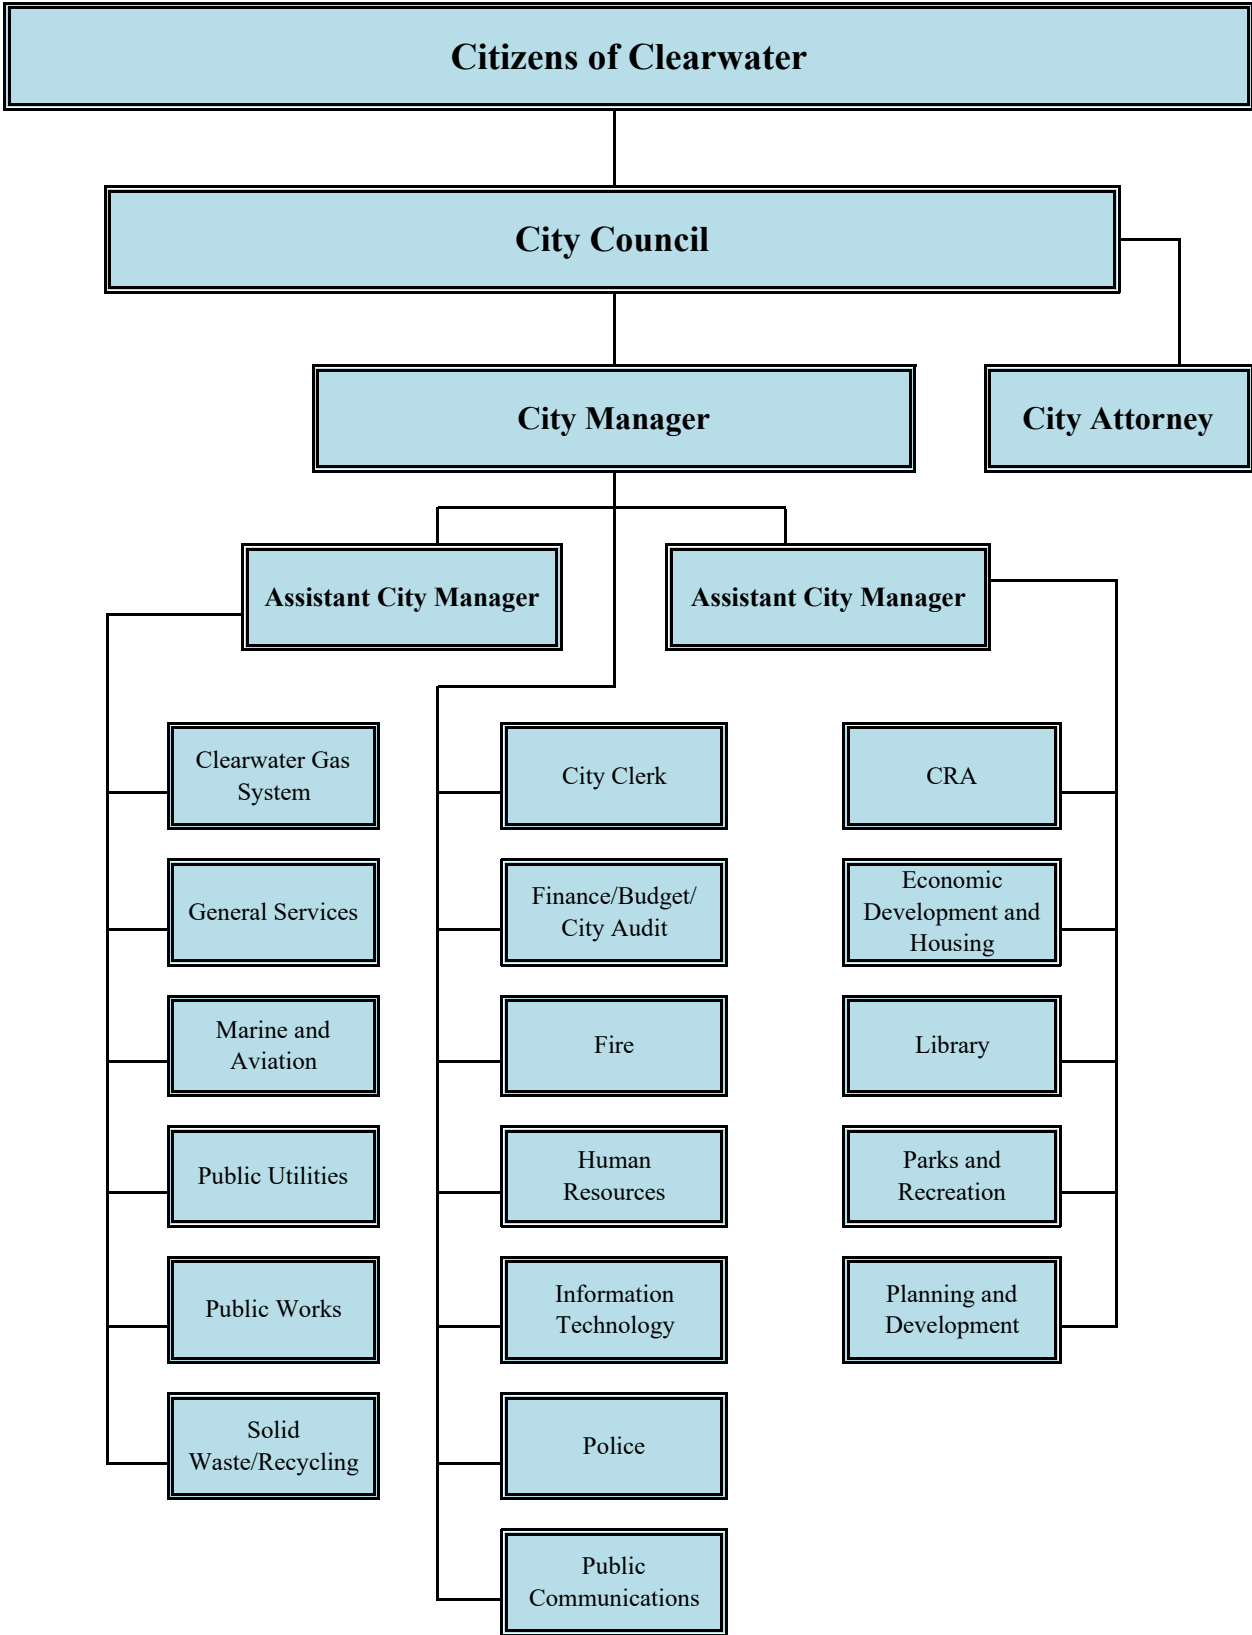 Citizens of Clearwater
City Council
City Manager
City Attorney
Assistant City Manager
Assistant City Manager
Clearwater Gas
System
City Clerk
CRA
General Services
Finance/Budget/
City Audit
Economic
Development and
Housing
Marine and
Aviation
Fire
Library
Public Utilities
Human
Resources
Parks and
Recreation
Public Works
Information
Technology
Planning and
Development
Solid
Waste/Recycling
Police
Public
Communications